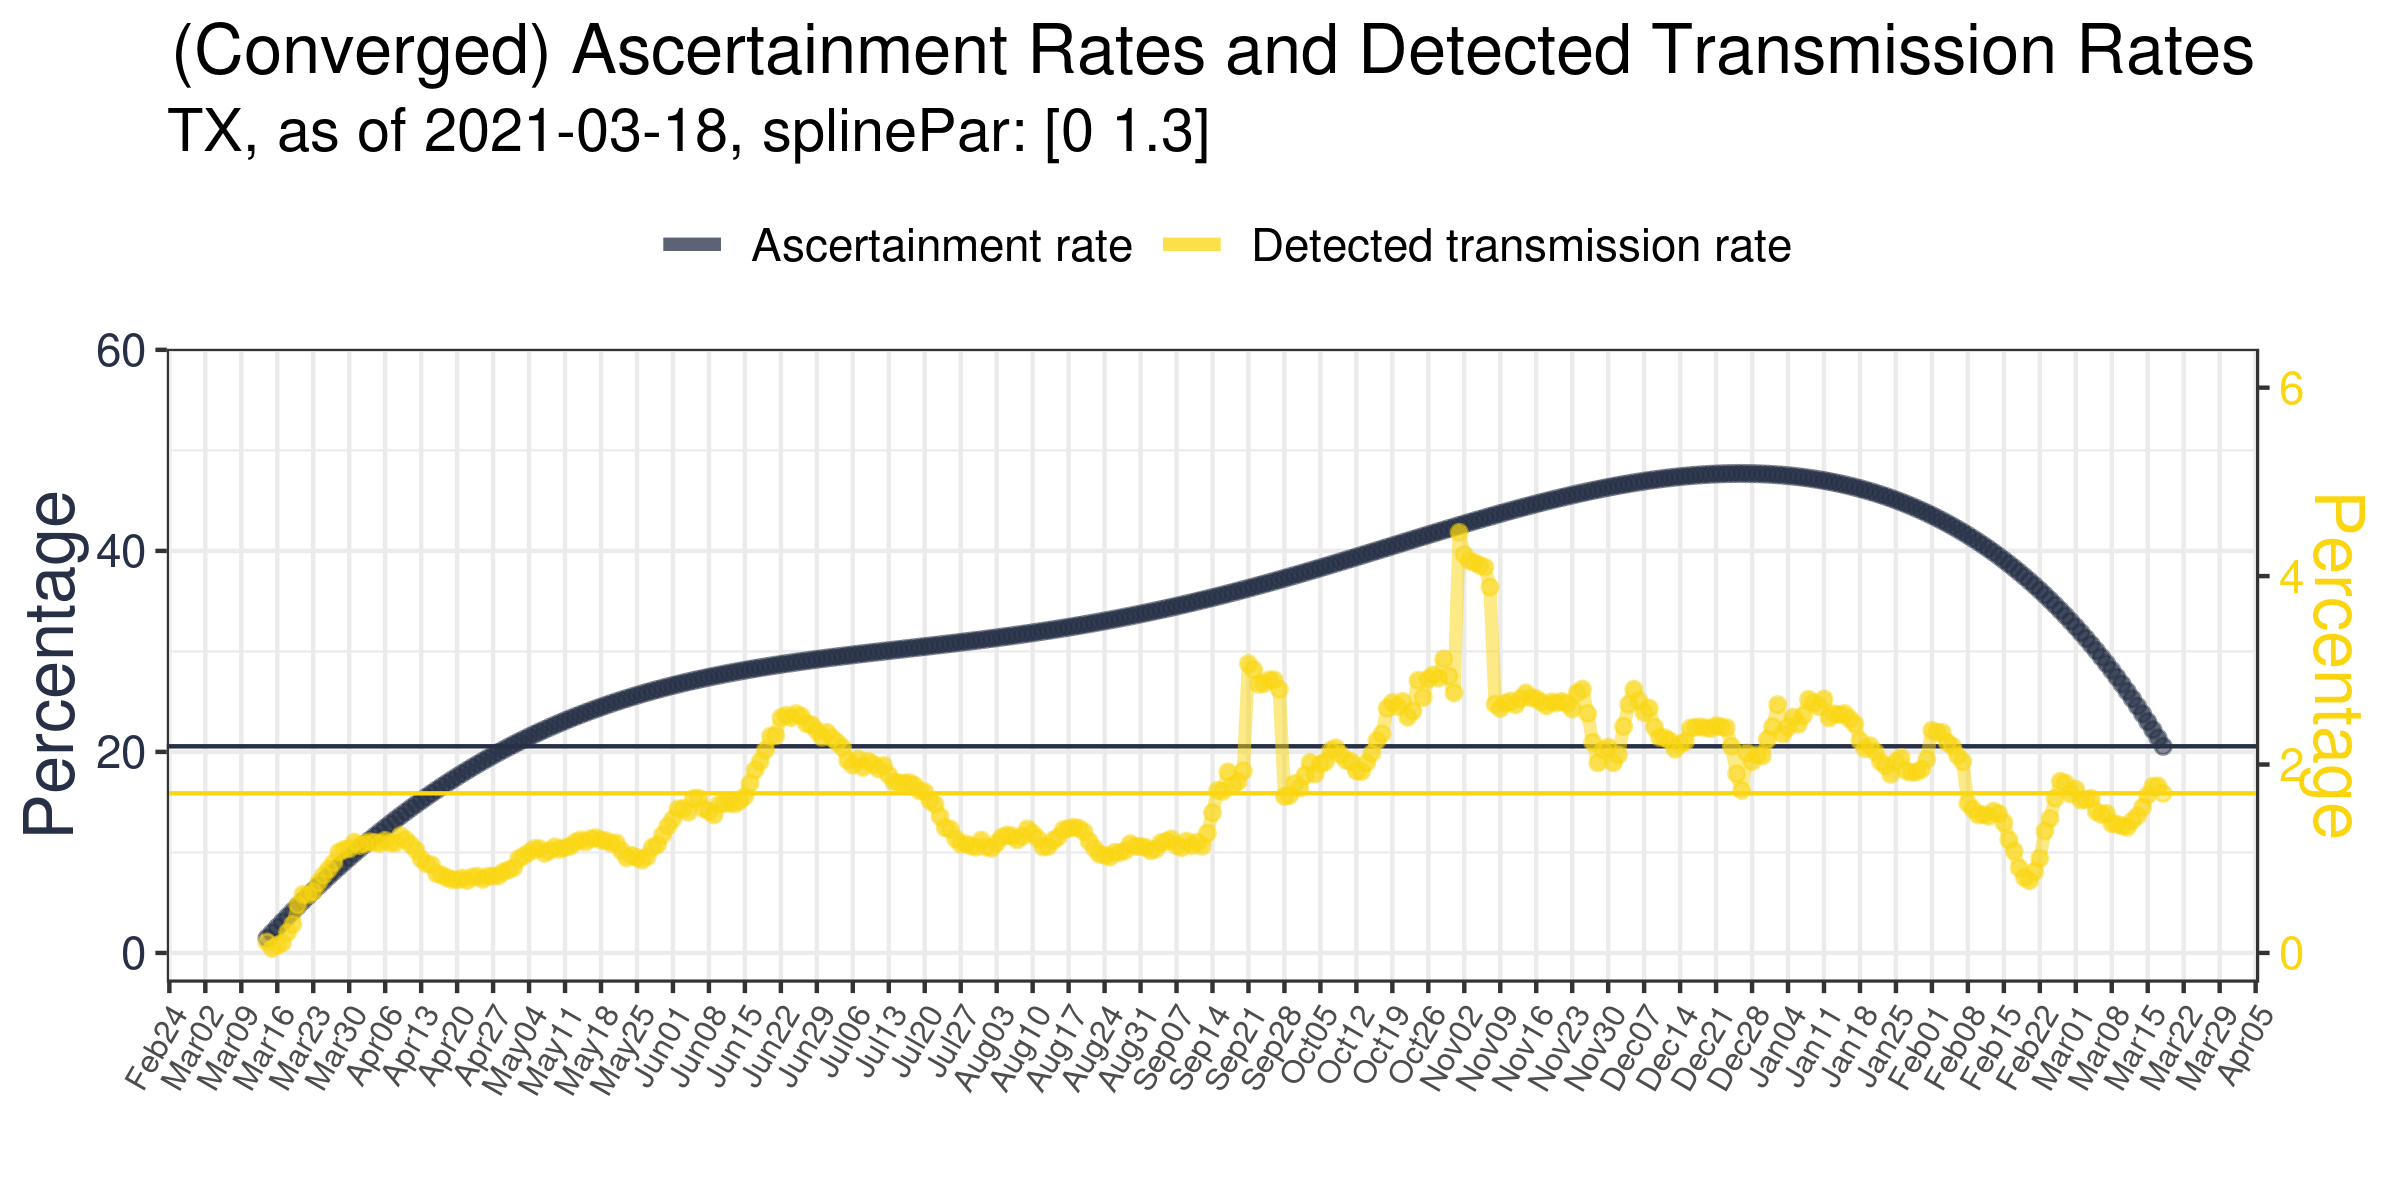 (Converged) Ascertainment Rates and Detected Transmission Rates
TX, as of 2021-03-18, splinePar: [0 1.3]
Ascertainment rate Detected transmission rate
Percentage
60
40
20
0
6
4
2
0
Percentage
Feb24 Mar02 Mar09 Mar16 Mar23 Mar30 Apr06 Apr13 Apr20 Apr27 May04 May11 May18 May25 Jun01 Jun08 Jun15 Jun22 Jun29 Jul06 Jul13 Jul20 Jul27 Aug03 Aug10 Aug17 Aug24 Aug31 Sep07 Sep14 Sep21 Sep28 Oct05 Oct12 Oct19 Oct26 Nov02 Nov09 Nov16 Nov23 Nov30 Dec07 Dec14 Dec21 Dec28 Jan04 Jan11 Jan18 Jan25 Feb01 Feb08 Feb15 Feb22 Mar01 Mar08 Mar15 Mar22 Mar29 Apr05